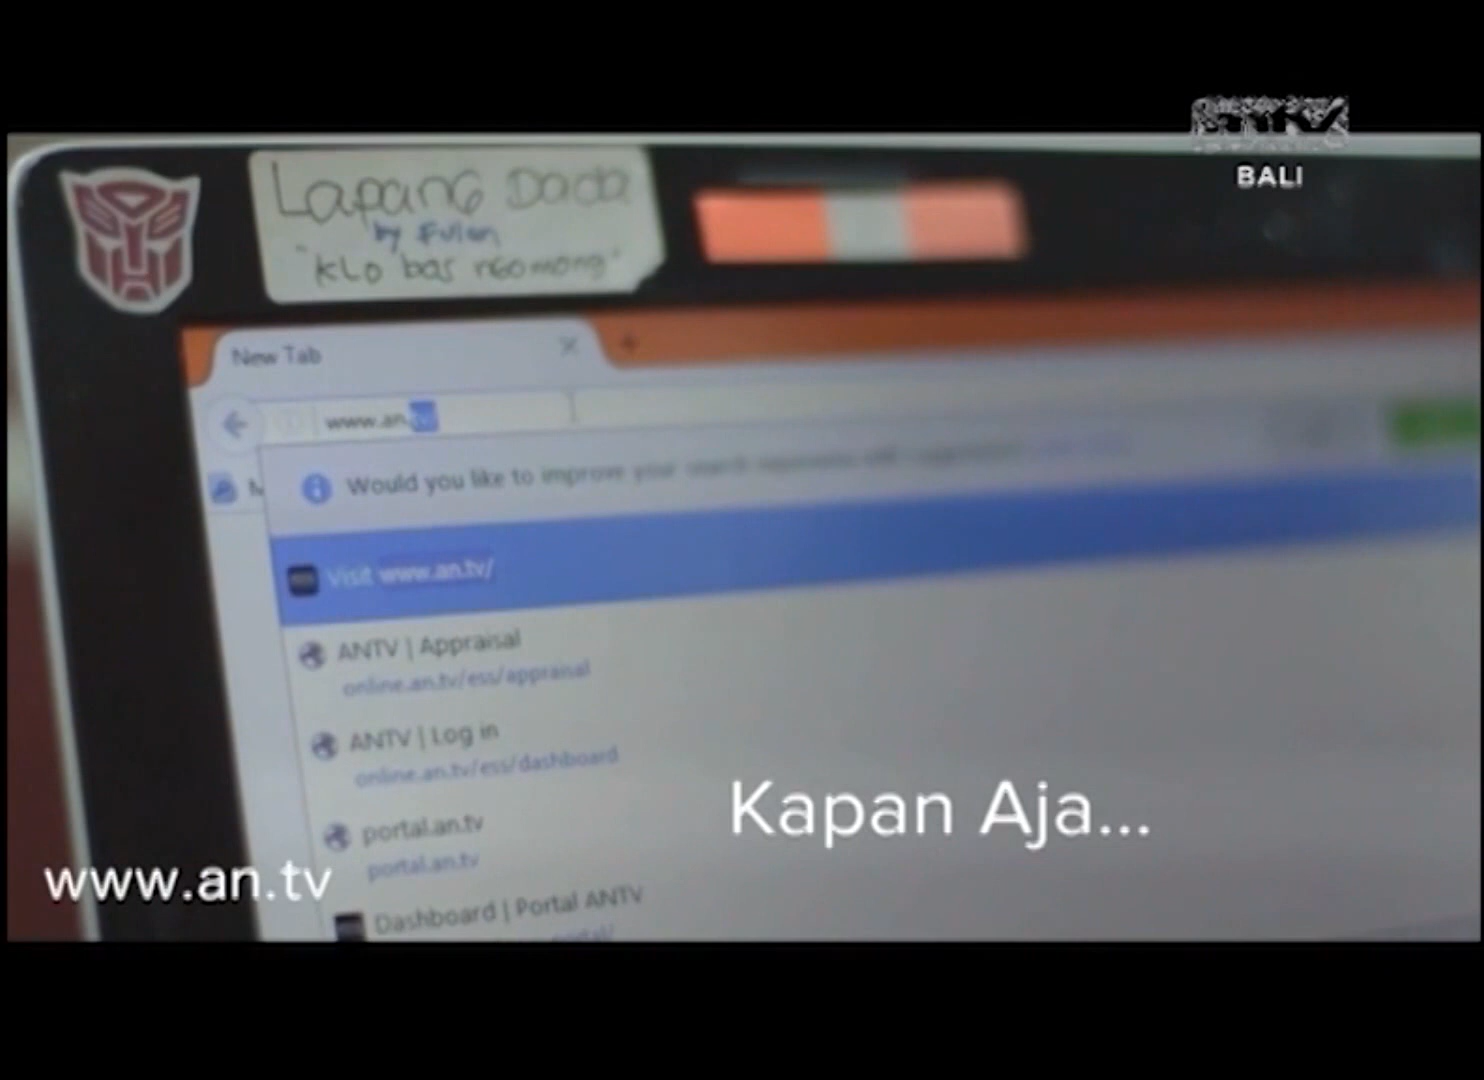 BALI
Lapang Dada
by Fulan
"kLo bas ngomong"
New Tab
www.an.tv
Would you like to improve your search
Visit www.an.tv/
ANTV | Appraisal
online.an.tv/ess/appraisal
ANTV | Log in
online.an.tv/ess/dashboard
portal.an.tv
portal.an.tv
Dashboard | Portal ANTV
portal/
Kapan Aja...
www.an.tv